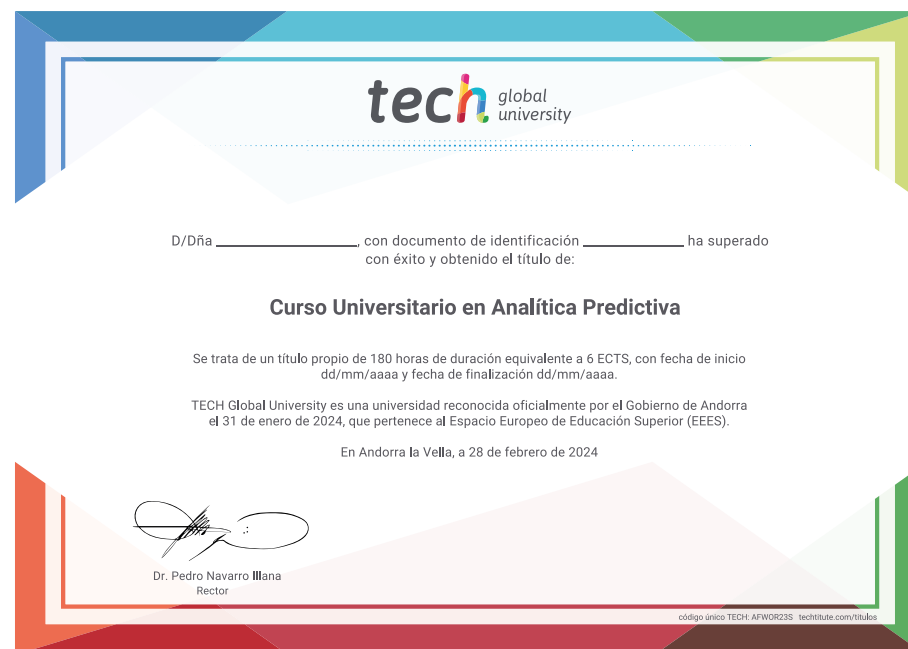 tech global university
D/Dña ____________, con documento de identificación ____________ ha superado
con éxito y obtenido el título de:
Curso Universitario en Analítica Predictiva
Se trata de un título propio de 180 horas de duración equivalente a 6 ECTS, con fecha de inicio
dd/mm/aaaa y fecha de finalización dd/mm/aaaa.
TECH Global University es una universidad reconocida oficialmente por el Gobierno de Andorra
el 31 de enero de 2024, que pertenece al Espacio Europeo de Educación Superior (EEES).
En Andorra la Vella, a 28 de febrero de 2024
Dr. Pedro Navarro Illana
Rector
código único TECH: AFWOR23S techtitute.com/titulos